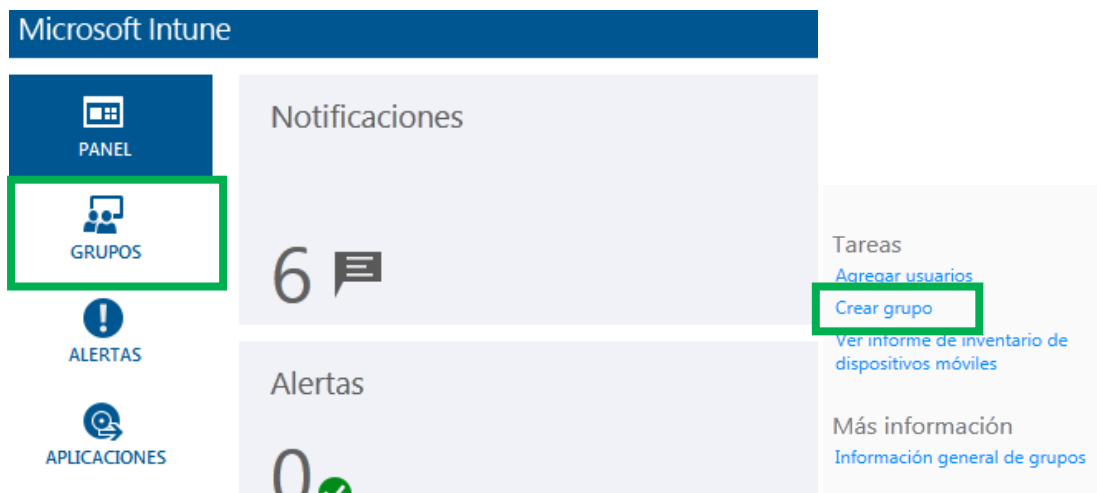 Microsoft Intune
PANEL
GRUPOS
ALERTAS
APLICACIONES
Notificaciones
6
Alertas
0
Tareas
Agregar usuarios
Crear grupo
Ver informe de inventario de
dispositivos móviles
Más información
Información general de grupos